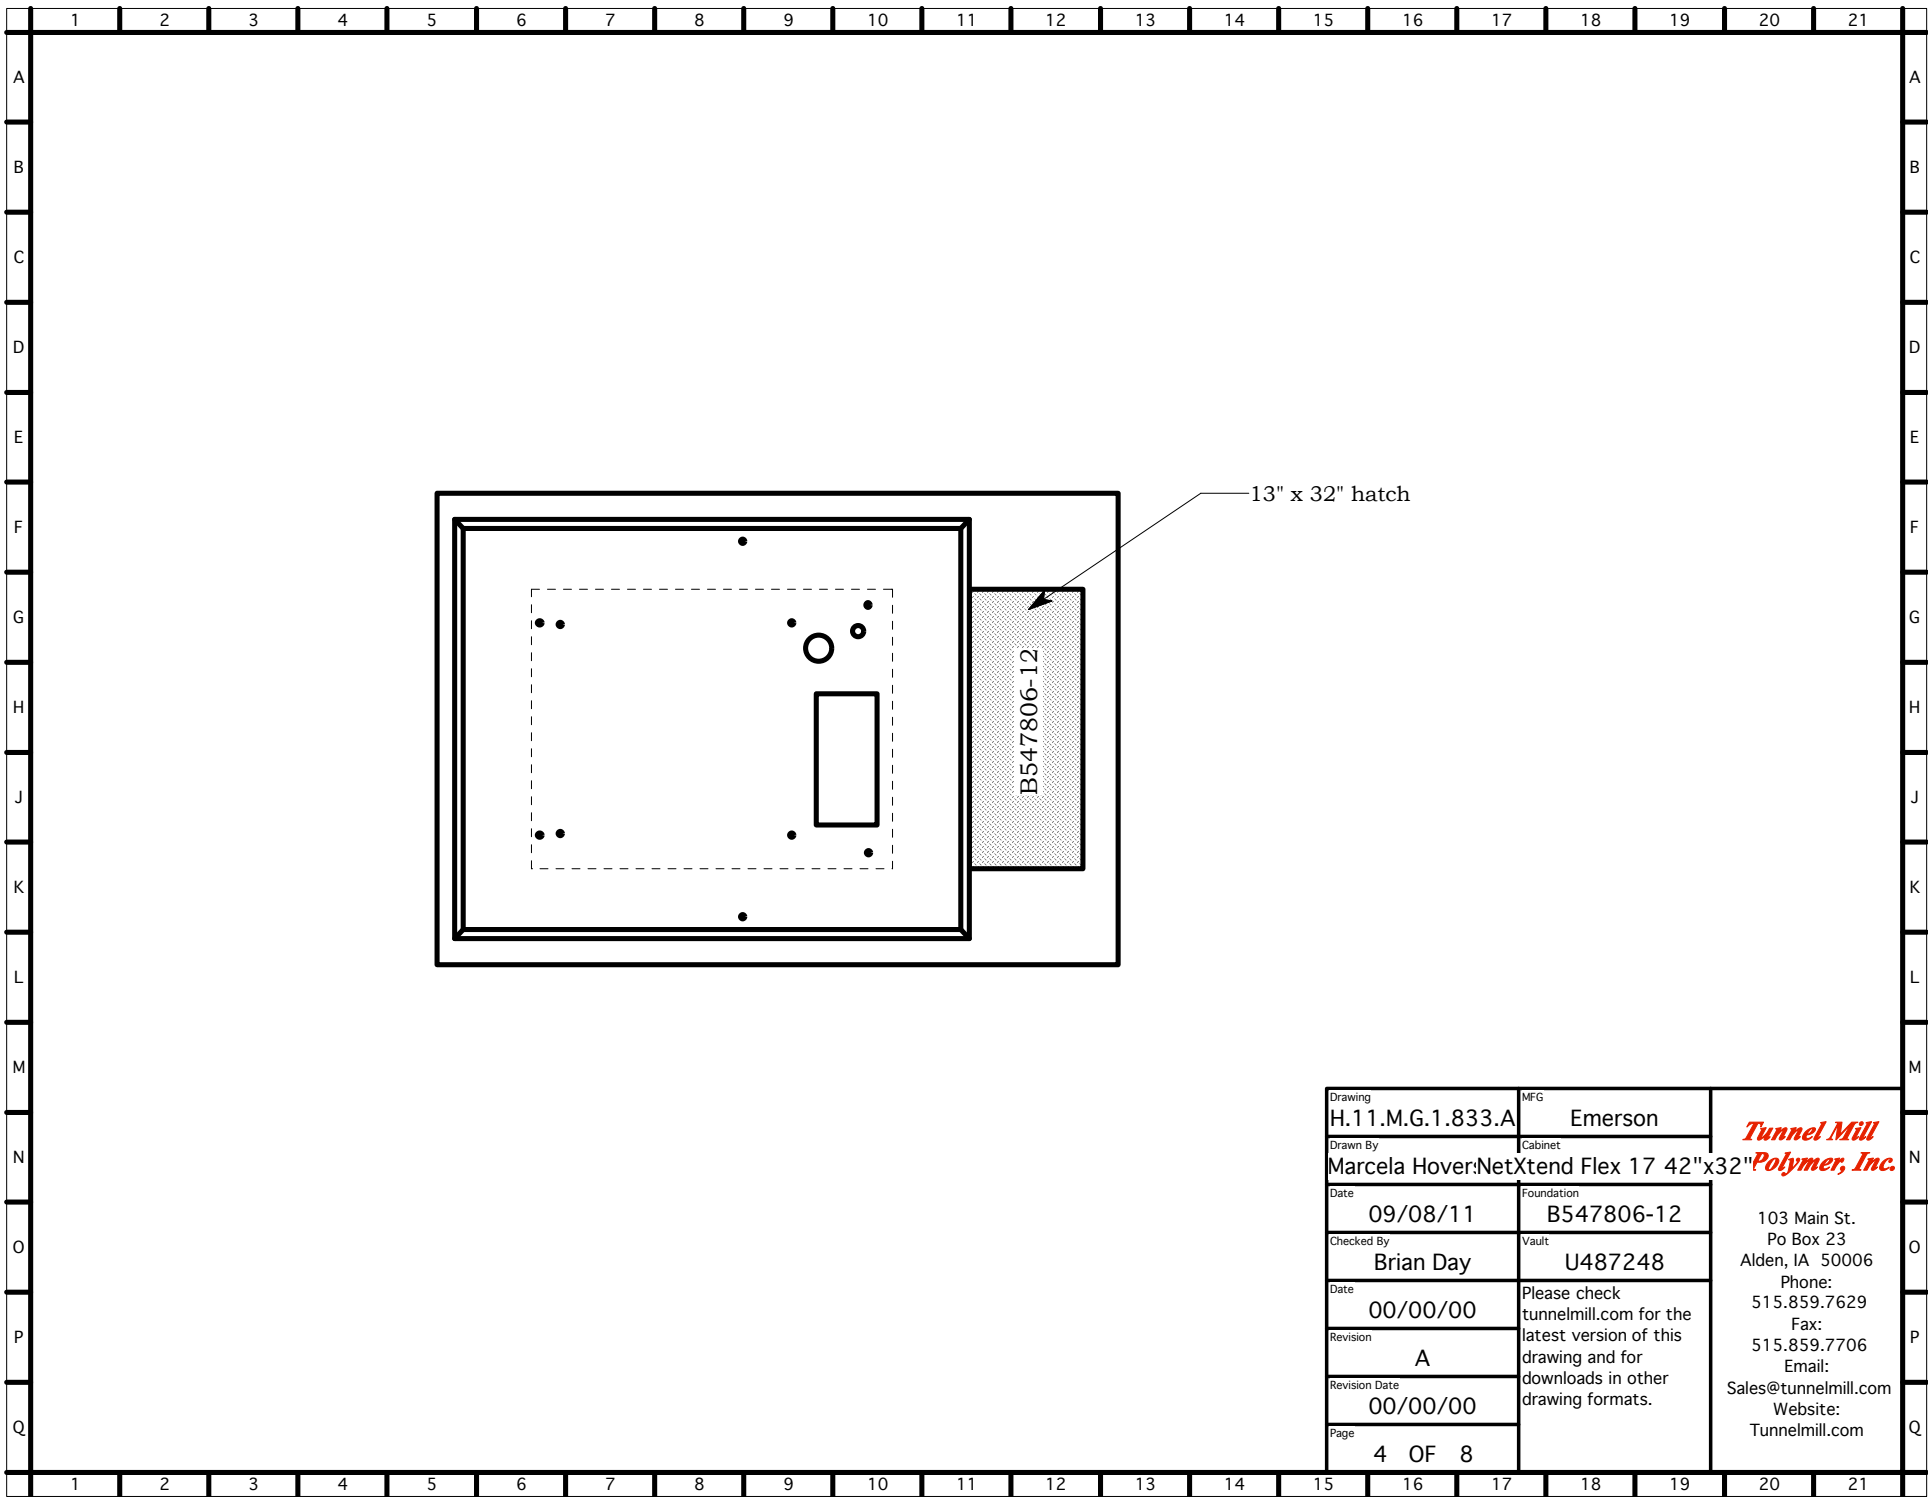 1 2 3 4 5 6 7 8 9 10 11 12 13 14 15 16 17 18 19 20 21
A A
B B
C C
D D
E E
13" x 32" hatch
F F
G G
B547806-12
H H
J J
K K
L L
M M
Drawing
H.11.M.G.1.833.A
MFG
Emerson
Drawn By
Marcela Hover
Cabinet
NetXtend Flex 17 42"x32"
Date
09/08/11
Foundation
B547806-12
Checked By
Brian Day
Vault
U487248
Date
00/00/00
Revision
A
Revision Date
00/00/00
Page
4 OF 8
Please check
tunnelmill.com for the
latest version of this
drawing and for
downloads in other
drawing formats.
Tunnel Mill
Polymer, Inc.
103 Main St.
Po Box 23
Alden, IA 50006
Phone:
515.859.7629
Fax:
515.859.7706
Email:
Sales@tunnelmill.com
Website:
Tunnelmill.com
N N
O O
P P
Q Q
1 2 3 4 5 6 7 8 9 10 11 12 13 14 15 16 17 18 19 20 21